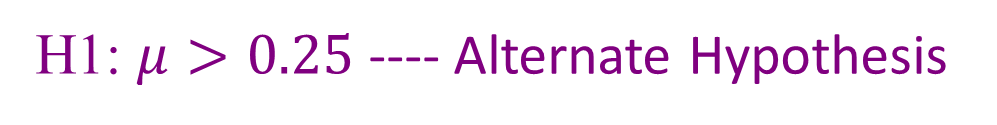 H1: 𝜇 > 0.25 ---- Alternate Hypothesis